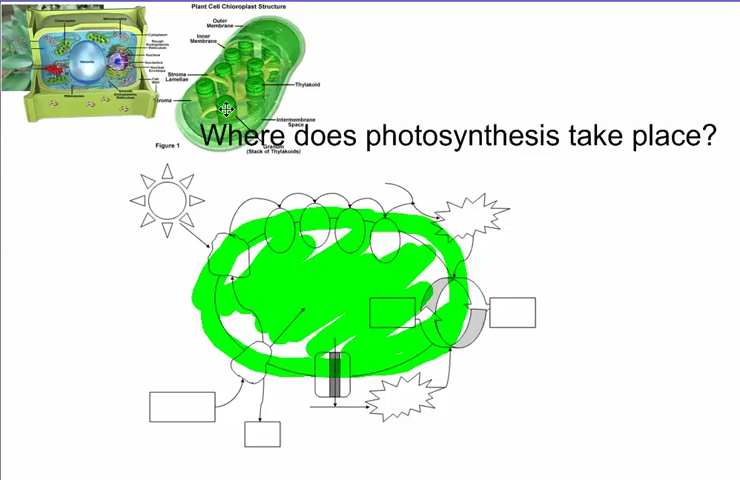 Plant Cell Chloroplast Structure
Outer
Membrane
Inner
Membrane
Stroma
Lamellae
Thylakoid
Stroma
Intermembrane
Space
Where does photosynthesis take place?
Granum
(Stack of Thylakoids)
Figure 1